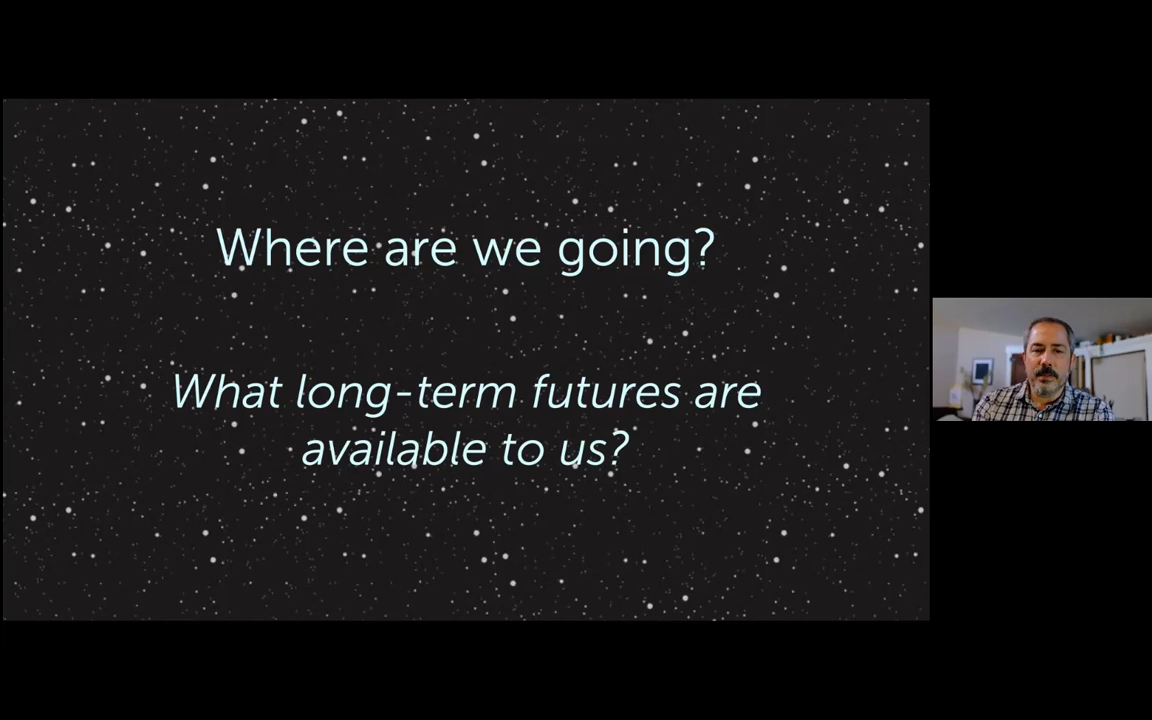 Where are we going?
What long-term futures are
available to us?